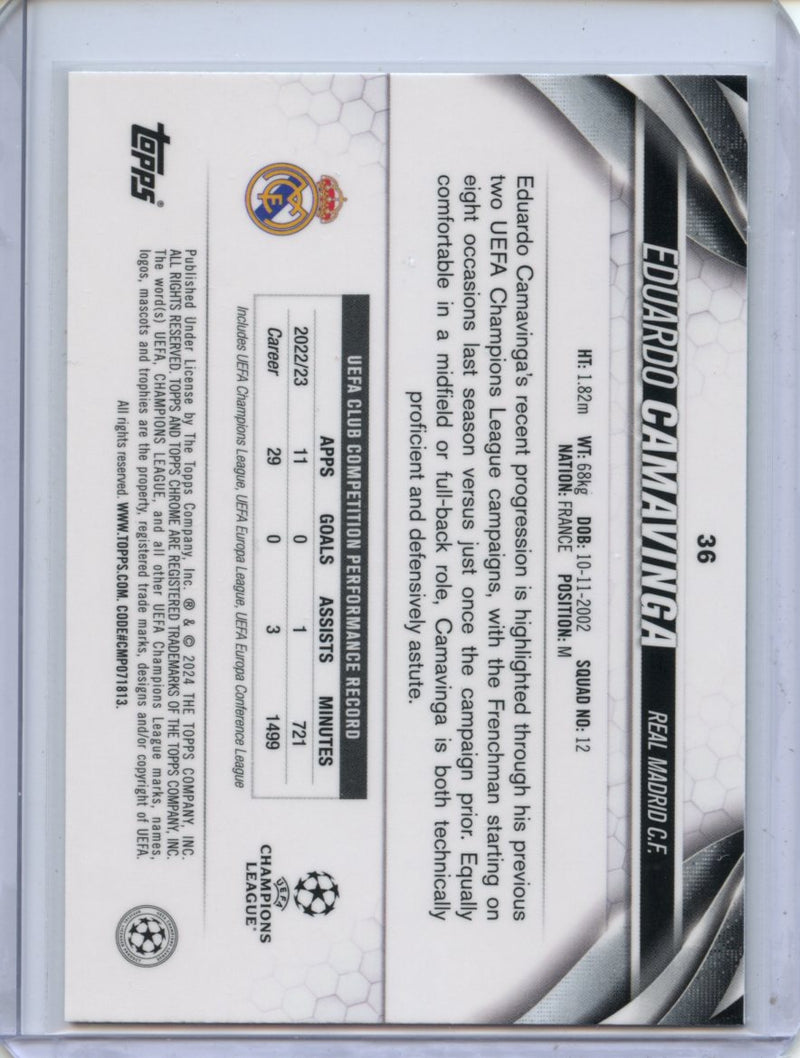 36
EDUARDO CAMAVINGA REAL MADRID C.F.
HT: 1.82m WT: 68kg DOB: 10-11-2002 SQUAD NO: 12
NATION: FRANCE POSITION: M
Eduardo Camavinga's recent progression is highlighted through his previous
two UEFA Champions League campaigns, with the Frenchman starting on
eight occasions last season versus just once the campaign prior. Equally
comfortable in a midfield or full-back role, Camavinga is both technically
proficient and defensively astute.
UEFA CLUB COMPETITION PERFORMANCE RECORD
APPS GOALS ASSISTS MINUTES
2022/23 11 0 1 721
Career 29 0 3 1499
Includes UEFA Champions League, UEFA Europa League, UEFA Europa Conference League
UEFA
CHAMPIONS
LEAGUE®
topps®
Published Under License by The Topps Company, Inc. ® & © 2024 THE TOPPS COMPANY, INC.
ALL RIGHTS RESERVED. TOPPS AND TOPPS CHROME ARE REGISTERED TRADEMARKS OF THE TOPPS COMPANY, INC.
The word(s) UEFA, CHAMPIONS LEAGUE, and all other UEFA Champions League marks, names,
logos, mascots and trophies are the property, registered trade marks, designs and/or copyright of UEFA.
All rights reserved. WWW.TOPPS.COM. CODE#CMP071813.